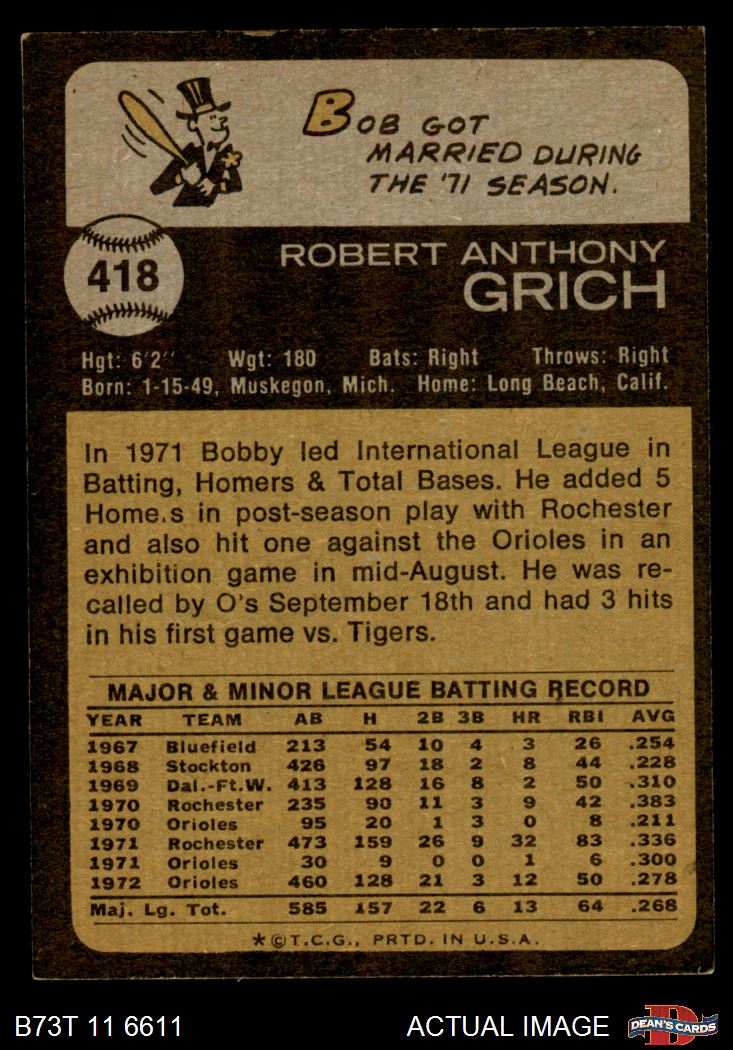 BOB GOT
MARRIED DURING
THE '71 SEASON.
418
ROBERT ANTHONY
GRICH
Hgt: 6'2" Wgt: 180 Bats: Right Throws: Right
Born: 1-15-49, Muskegon, Mich. Home: Long Beach, Calif.
In 1971 Bobby led International League in
Batting, Homers & Total Bases. He added 5
Home.s in post-season play with Rochester
and also hit one against the Orioles in an
exhibition game in mid-August. He was re-
called by O's September 18th and had 3 hits
in his first game vs. Tigers.
MAJOR & MINOR LEAGUE BATTING RECORD
YEAR TEAM AB H 2B 3B HR RBI AVG
1967 Bluefield 213 54 10 4 3 26 .254
1968 Stockton 426 97 18 2 8 44 .228
1969 Dal.-Ft.W. 413 128 16 8 2 50 .310
1970 Rochester 235 90 11 3 9 42 .383
1970 Orioles 95 20 1 3 0 8 .211
1971 Rochester 473 159 26 9 32 83 .336
1971 Orioles 30 9 0 0 1 6 .300
1972 Orioles 460 128 21 3 12 50 .278
Maj. Lg. Tot. 585 157 22 6 13 64 .268
*©T.C.G., PRTD. IN U.S.A.
B73T 11 6611 ACTUAL IMAGE DEAN'S CARDS